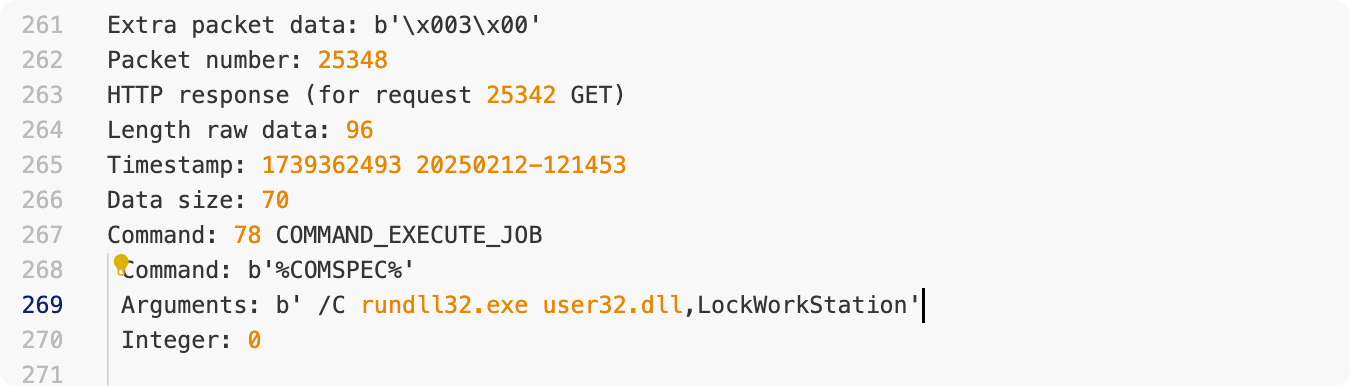 261 Extra packet data: b'\x003\x00'
262 Packet number: 25348
263 HTTP response (for request 25342 GET)
264 Length raw data: 96
265 Timestamp: 1739362493 20250212-121453
266 Data size: 70
267 Command: 78 COMMAND_EXECUTE_JOB
268 Command: b'%COMSPEC%'
269 Arguments: b' /C rundll32.exe user32.dll,LockWorkStation'
270 Integer: 0
271